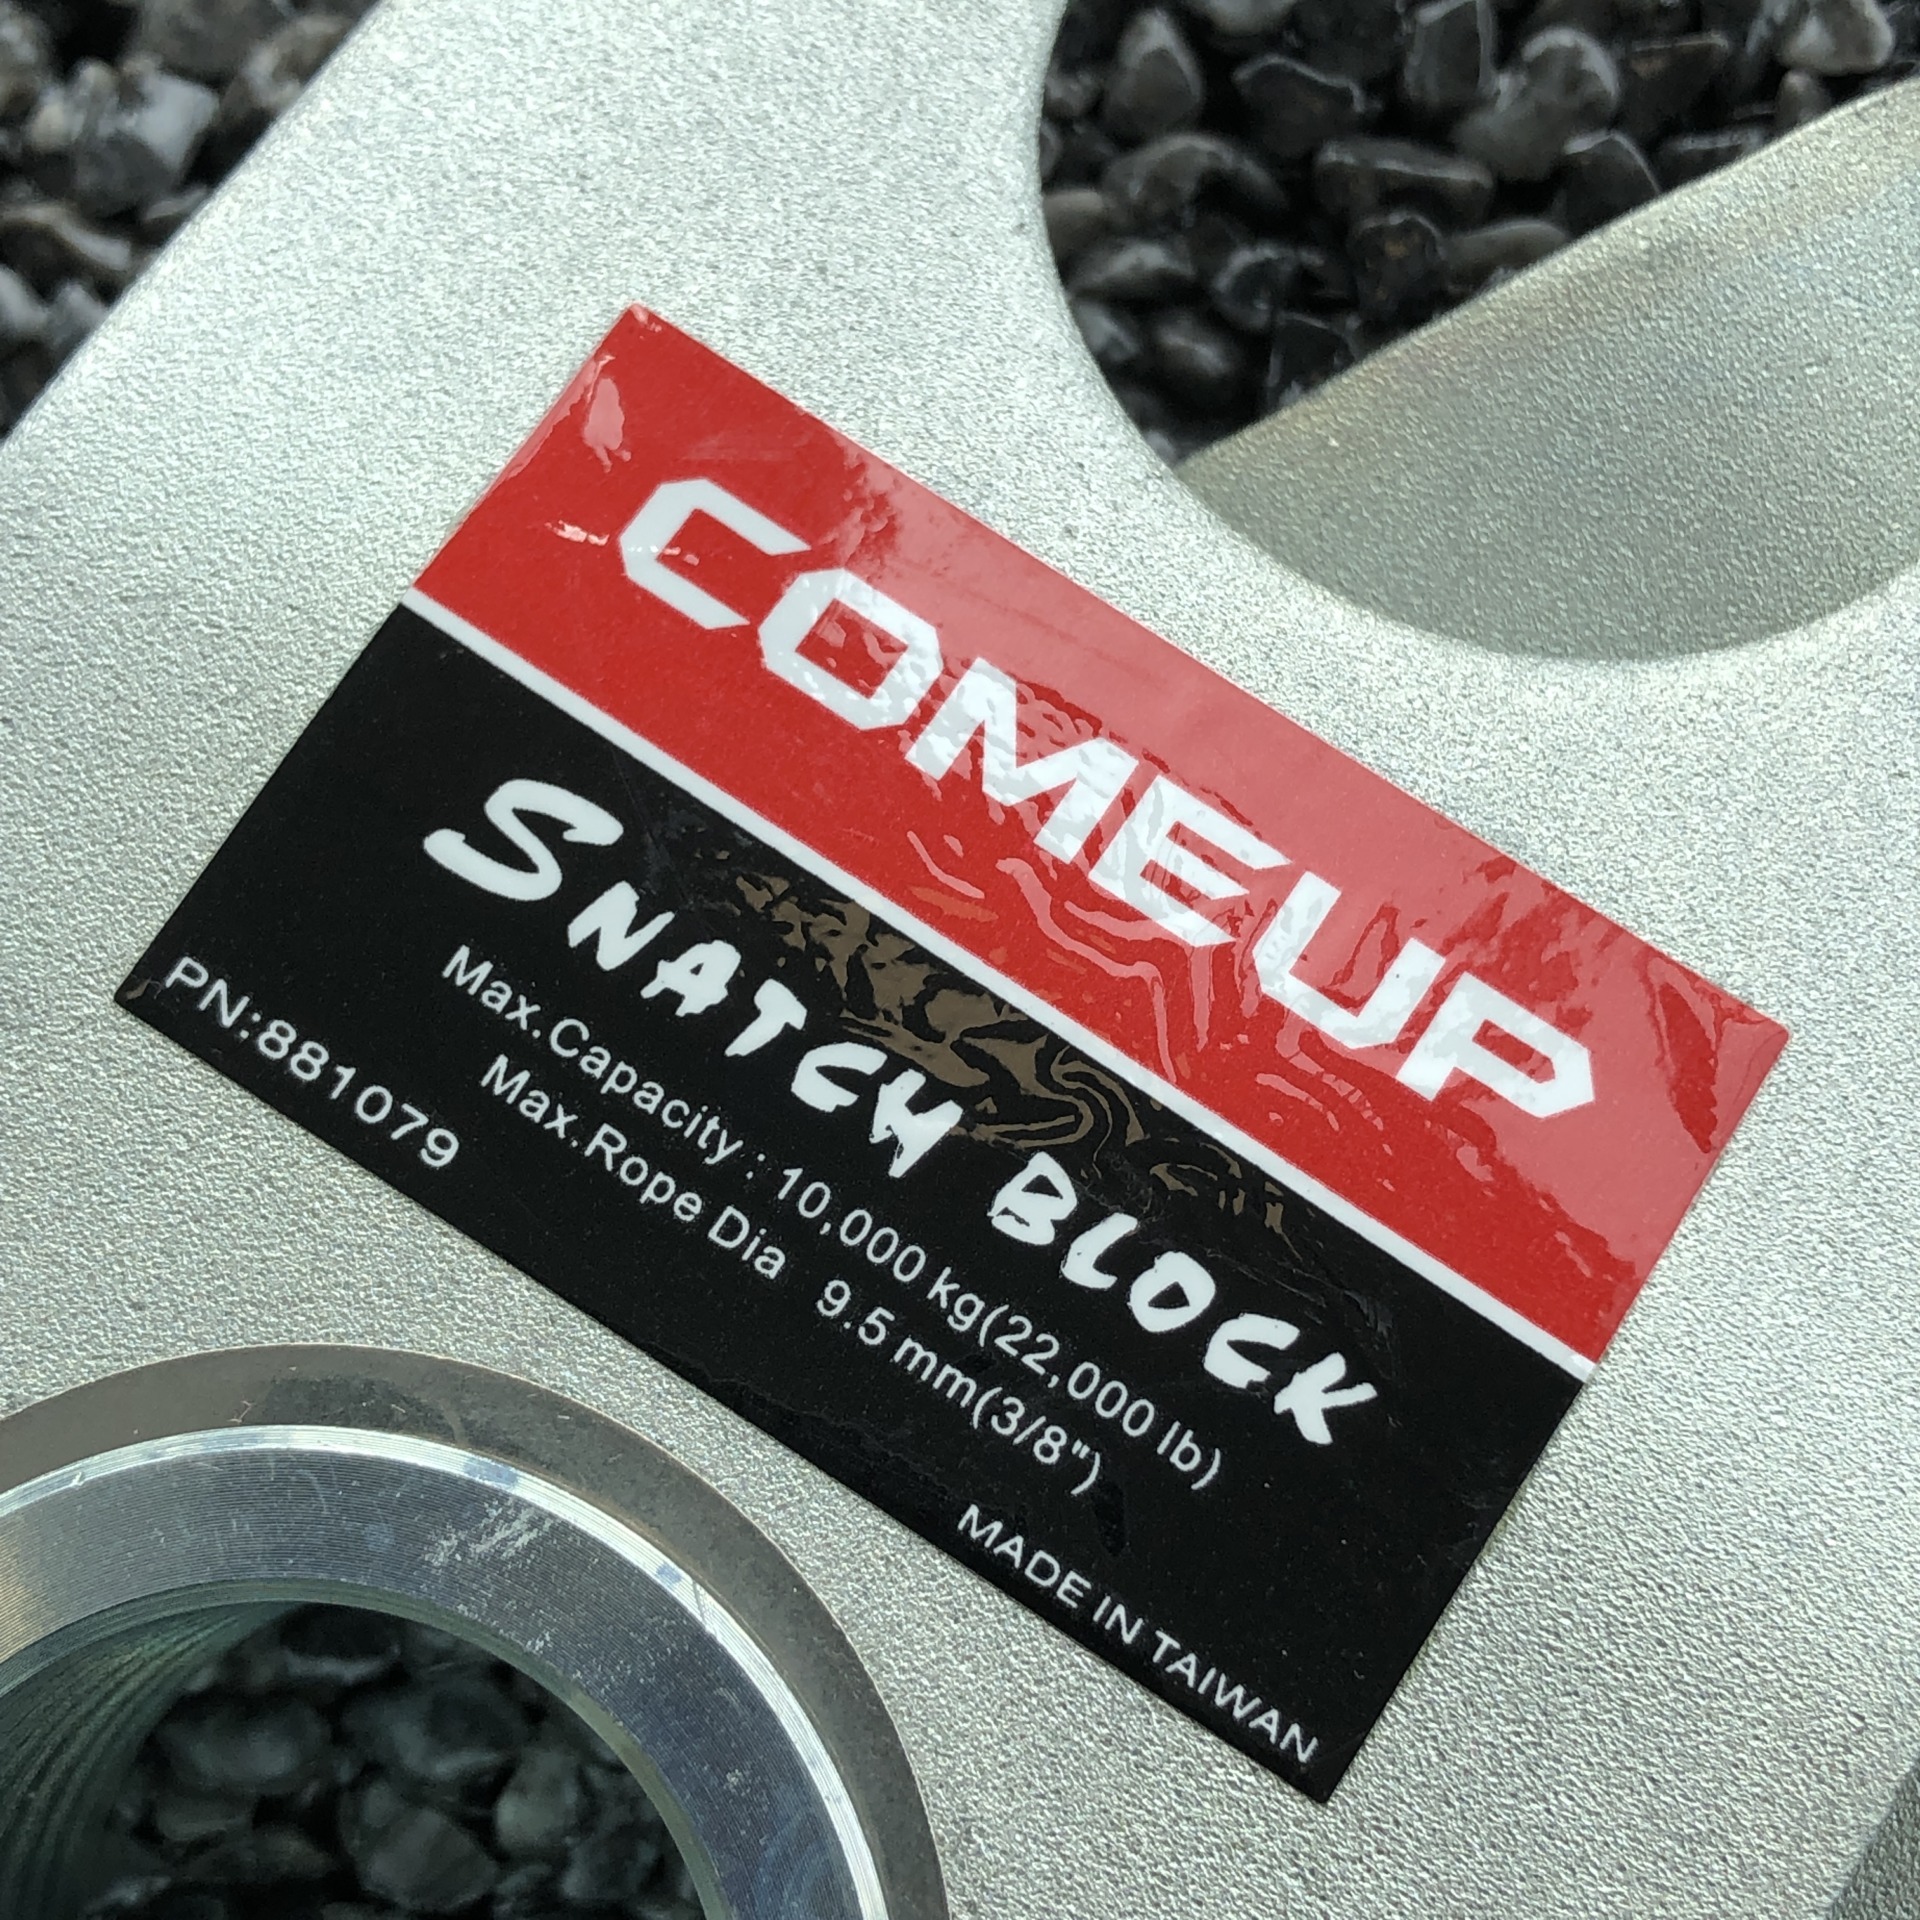 COMEUP
SNATCH BLOCK
Max.Capacity : 10,000 kg(22,000 lb)
Max.Rope Dia 9.5 mm(3/8")
PN:881079
MADE IN TAIWAN